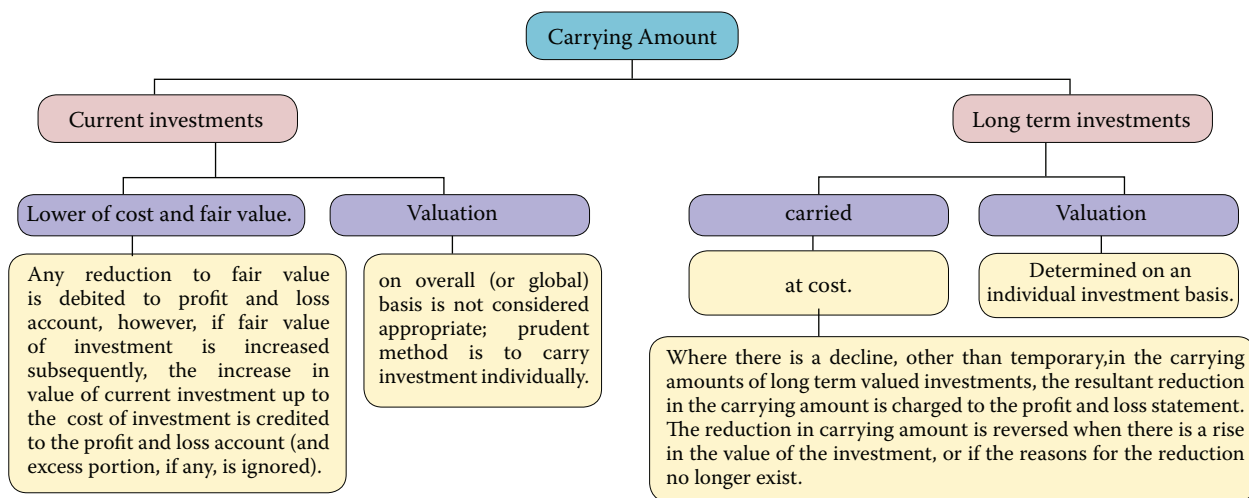 Carrying Amount
Current investments
Long term investments
Lower of cost and fair value.
Valuation
carried
Valuation
Any reduction to fair value
is debited to profit and loss
account, however, if fair value
of investment is increased
subsequently, the increase in
value of current investment up to
the cost of investment is credited
to the profit and loss account (and
excess portion, if any, is ignored).
on overall (or global)
basis is not considered
appropriate; prudent
method is to carry
investment individually.
at cost.
Determined on an
individual investment basis.
Where there is a decline, other than temporary,in the carrying
amounts of long term valued investments, the resultant reduction
in the carrying amount is charged to the profit and loss statement.
The reduction in carrying amount is reversed when there is a rise
in the value of the investment, or if the reasons for the reduction
no longer exist.